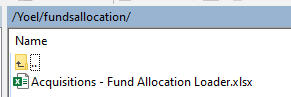 /Yoel/fundsallocation/
Name
..
Acquisitions - Fund Allocation Loader.xlsx